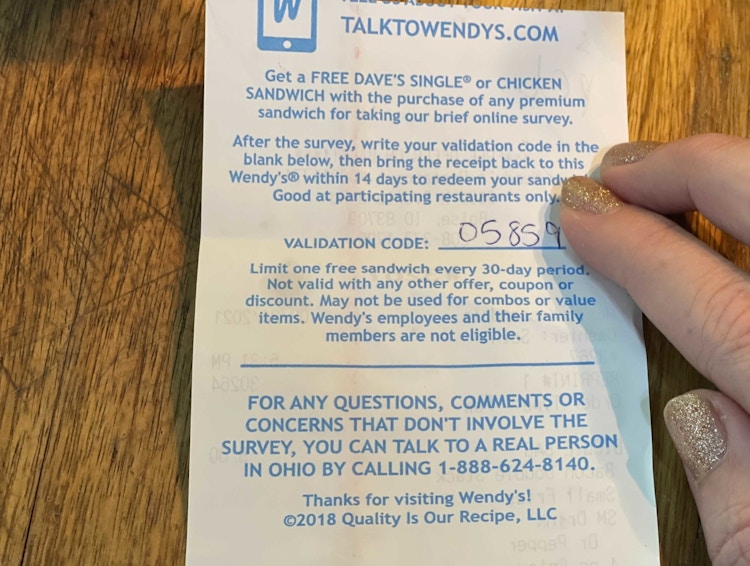 W
TALKTOWENDYS.COM
Get a FREE DAVE'S SINGLE® or CHICKEN
SANDWICH with the purchase of any premium
sandwich for taking our brief online survey.
After the survey, write your validation code in the
blank below, then bring the receipt back to this
Wendy's® within 14 days to redeem your
Good at participating restaurants only.
VALIDATION CODE: 05859
Limit one free sandwich every 30-day period.
Not valid with any other offer, coupon or
discount. May not be used for combos or value
items. Wendy's employees and their family
members are not eligible.
FOR ANY QUESTIONS, COMMENTS OR
CONCERNS THAT DON'T INVOLVE THE
SURVEY, YOU CAN TALK TO A REAL PERSON
IN OHIO BY CALLING 1-888-624-8140.
Thanks for visiting Wendy's!
©2018 Quality Is Our Recipe, LLC